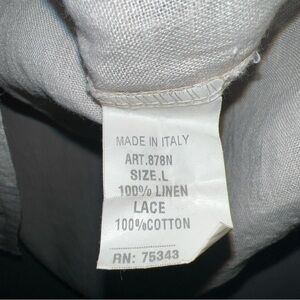 MADE IN ITALY
ART.878N
SIZE.L
100% LINEN
LACE
100%COTTON
RN: 75343